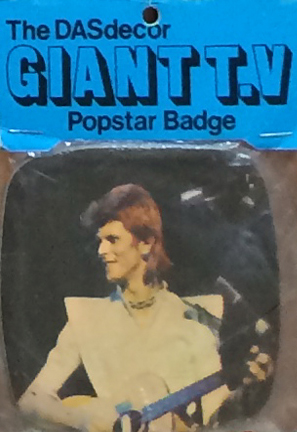 The DASdecor
GIANT T.V
Popstar Badge